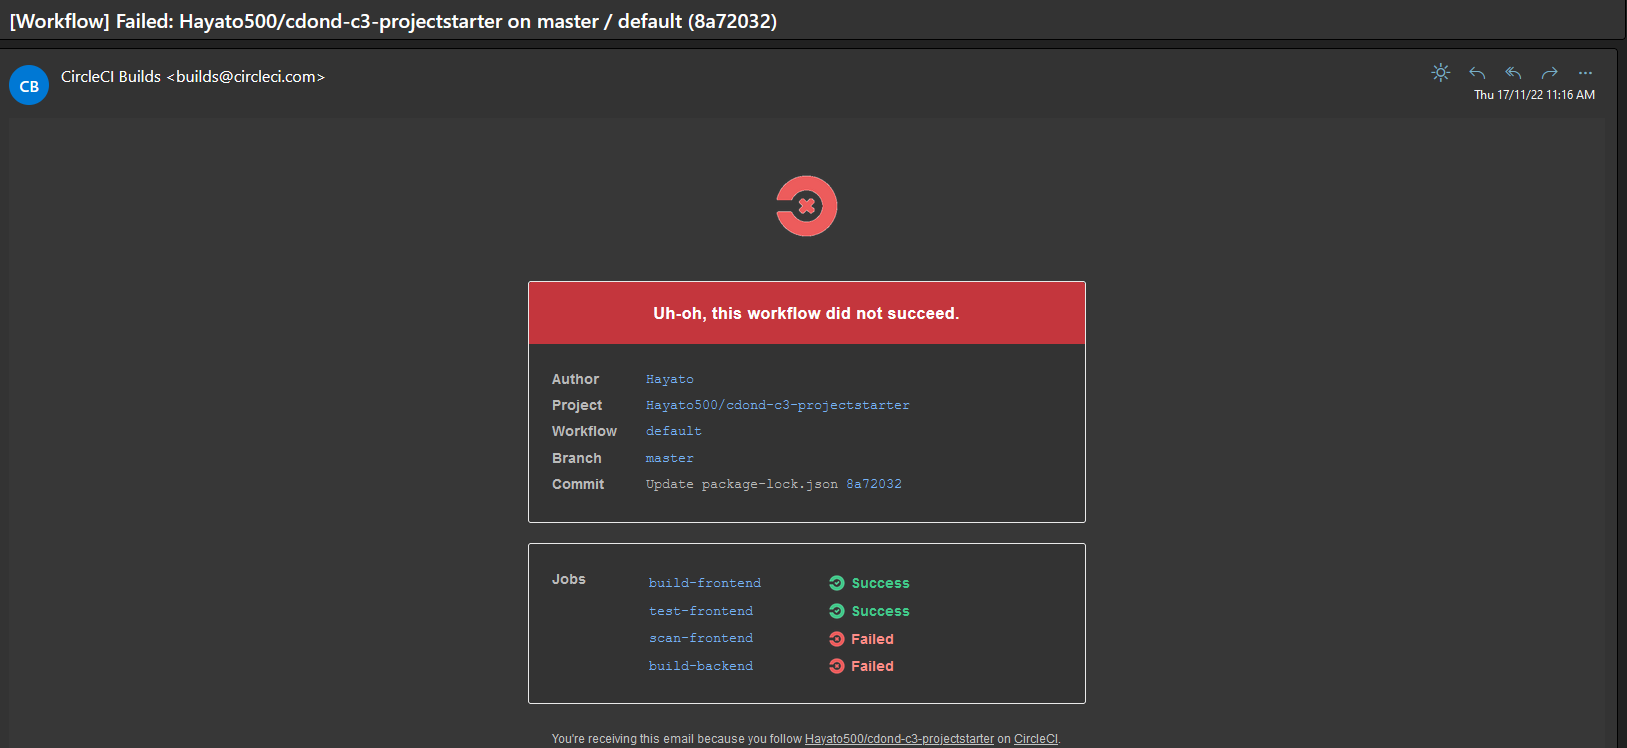 [Workflow] Failed: Hayato500/cdond-c3-projectstarter on master / default (8a72032)
CB
CircleCI Builds <builds@circleci.com>
Thu 17/11/22 11:16 AM
Uh-oh, this workflow did not succeed.
Author Hayato
Project Hayato500/cdond-c3-projectstarter
Workflow default
Branch master
Commit Update package-lock.json 8a72032
Jobs build-frontend Success
test-frontend Success
scan-frontend Failed
build-backend Failed
You're receiving this email because you follow Hayato500/cdond-c3-projectstarter on CircleCI.